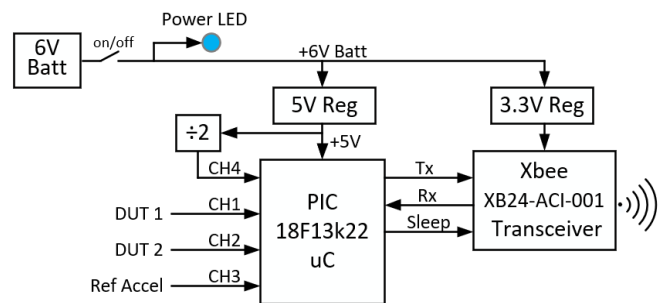 Power LED
6V
Batt
on/off
+6V Batt
5V Reg
3.3V Reg
÷2
+5V
CH4
DUT 1
CH1
DUT 2
CH2
Ref Accel
CH3
PIC
18F13k22
uC
Tx
Rx
Sleep
Xbee
XB24-ACI-001
Transceiver